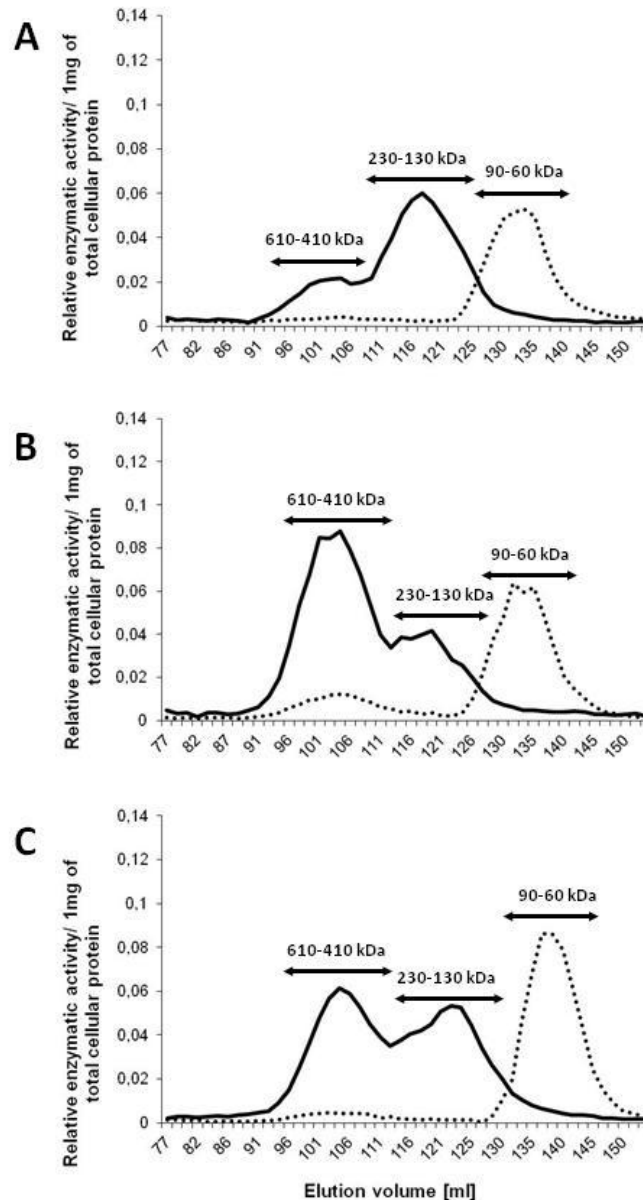 A
Relative enzymatic activity/ 1mg of
total cellular protein
0,14
0,12
0,1
0,08
0,06
0,04
0,02
0
610-410 kDa
230-130 kDa
90-60 kDa
77 82 86 91 96 101 106 111 116 121 125 130 135 140 145 150
B
Relative enzymatic activity/ 1mg of
total cellular protein
0,14
0,12
0,1
0,08
0,06
0,04
0,02
0
610-410 kDa
230-130 kDa
90-60 kDa
77 82 86 91 96 101 106 111 116 121 125 130 135 140 145 150
C
Relative enzymatic activity/ 1mg of
total cellular protein
0,14
0,12
0,1
0,08
0,06
0,04
0,02
0
610-410 kDa
230-130 kDa
90-60 kDa
77 82 86 91 96 101 106 111 116 121 125 130 135 140 145 150
Elution volume [ml]